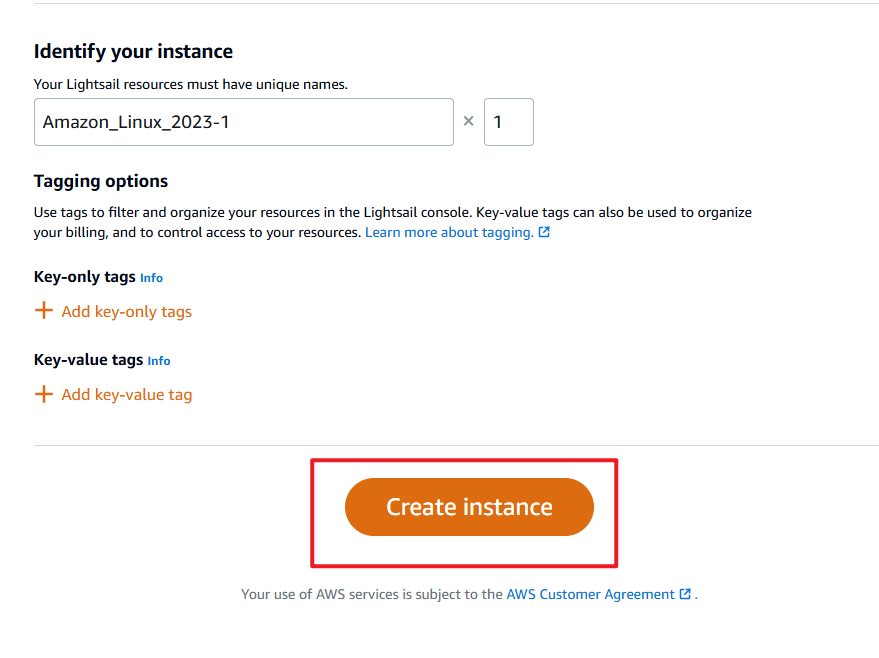 Identify your instance
Your Lightsail resources must have unique names.
Amazon_Linux_2023-1 × 1
Tagging options
Use tags to filter and organize your resources in the Lightsail console. Key-value tags can also be used to organize
your billing, and to control access to your resources. Learn more about tagging.
Key-only tags Info
+ Add key-only tags
Key-value tags Info
+ Add key-value tag
Create instance
Your use of AWS services is subject to the AWS Customer Agreement .